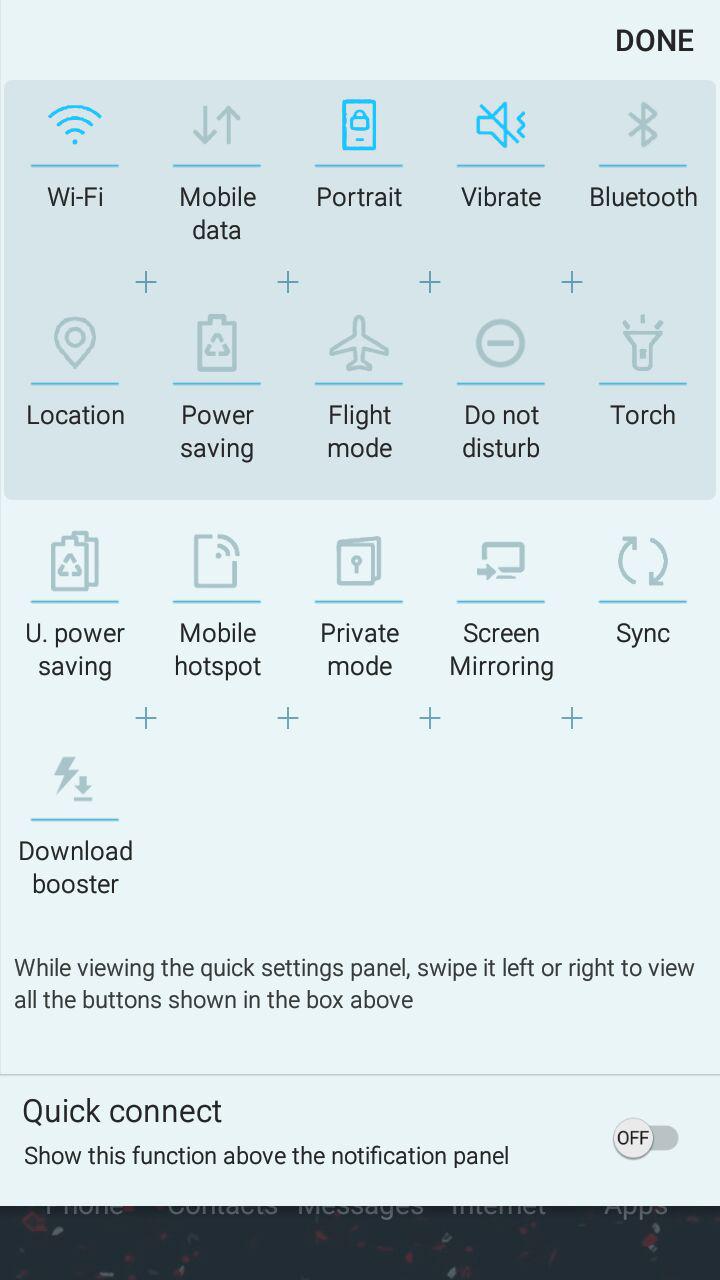 DONE
Wi-Fi
Mobile
data
Portrait
Vibrate
Bluetooth
Location
Power
saving
Flight
mode
Do not
disturb
Torch
U. power
saving
Mobile
hotspot
Private
mode
Screen
Mirroring
Sync
Download
booster
While viewing the quick settings panel, swipe it left or right to view
all the buttons shown in the box above
Quick connect
OFF
Show this function above the notification panel
Phone Contacts Messages Internet Apps